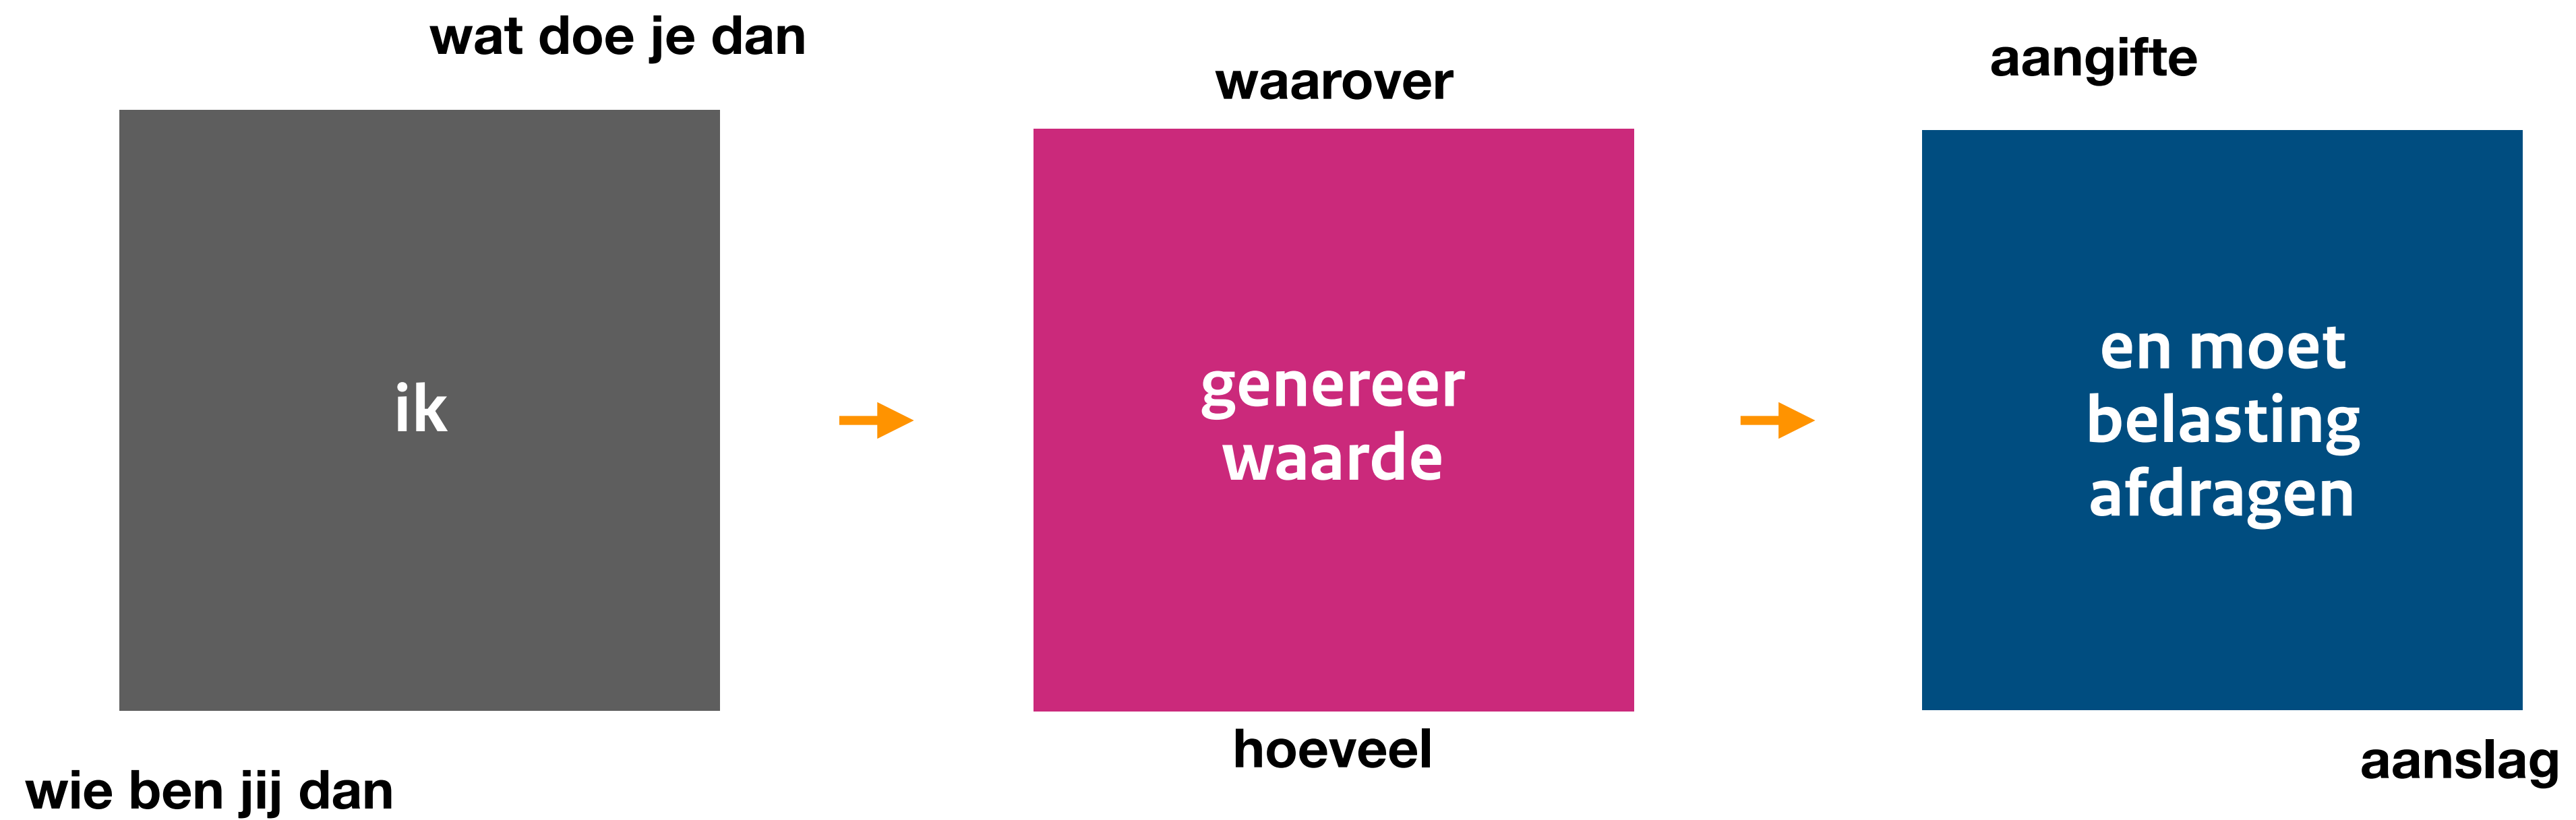 wat doe je dan
ik
wie ben jij dan
waarover
genereer
waarde
hoeveel
aangifte
en moet
belasting
afdragen
aanslag